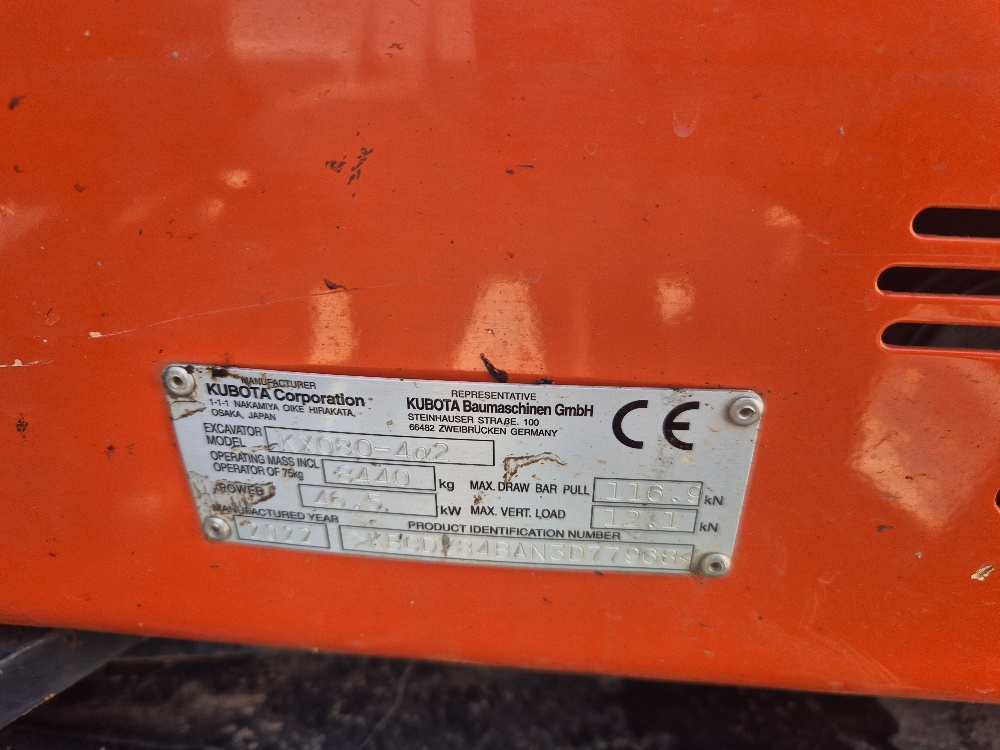 MANUFACTURER
KUBOTA Corporation
1-1-1 NAKAMIYA OIKE HIRAKATA,
OSAKA, JAPAN
REPRESENTATIVE
KUBOTA Baumaschinen GmbH
STEINHAUSER STRAßE. 100
66482 ZWEIBRÜCKEN GERMANY
CE
EXCAVATOR
MODEL KX080-4α2
OPERATING MASS INCL
OPERATOR OF 75kg 8440 kg
MAX. DRAW BAR PULL 116.9 kN
POWER 46.5 kW
MAX. VERT. LOAD 12.1 kN
MANUFACTURED YEAR
2022
PRODUCT IDENTIFICATION NUMBER